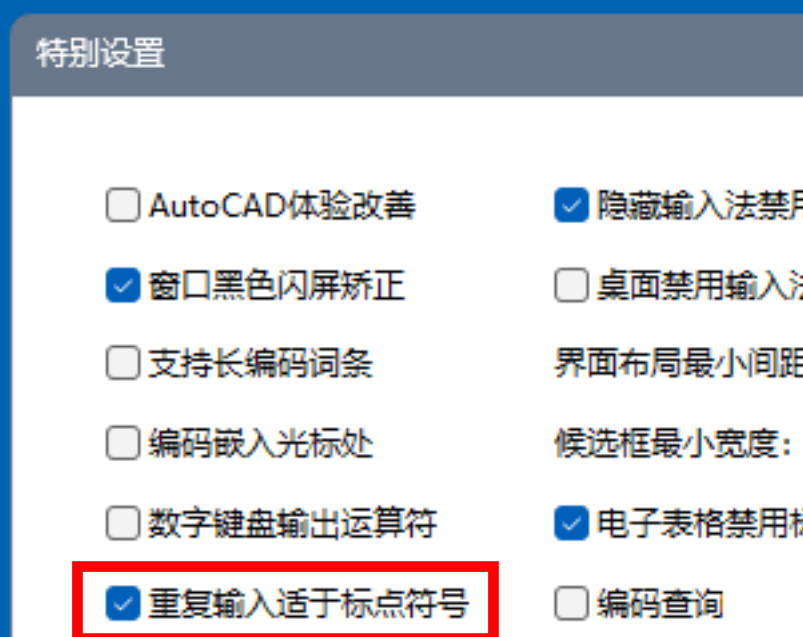 特别设置
AutoCAD体验改善
隐藏输入法禁用
窗口黑色闪屏矫正
桌面禁用输入法
支持长编码词条
界面布局最小间距
编码嵌入光标处
候选框最小宽度：
数字键盘输出运算符
电子表格禁用标
重复输入适于标点符号
编码查询